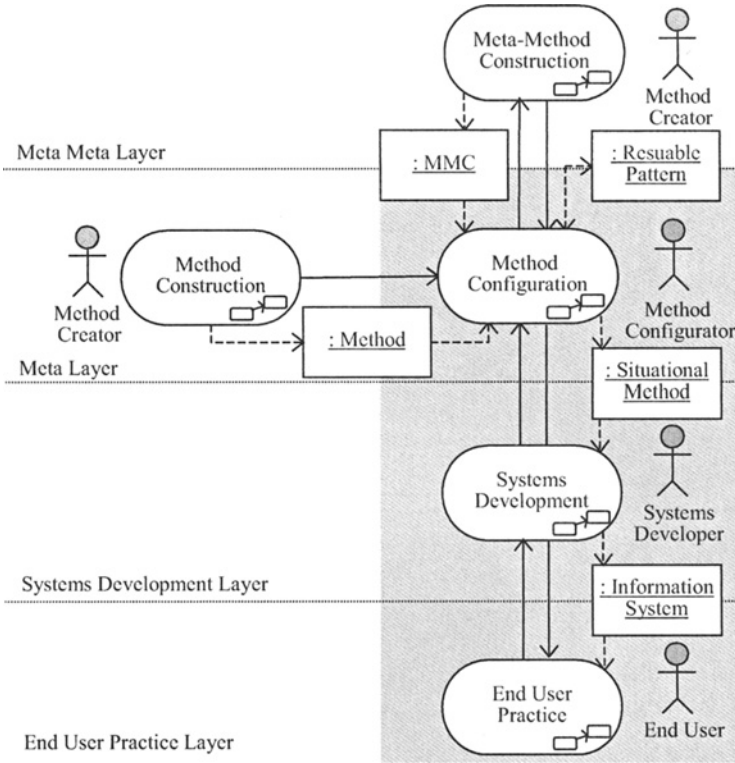 Meta-Method
Construction
Method
Creator
Meta Meta Layer
: MMC
: Resuable
Pattern
Method
Creator
Method
Construction
Method
Configuration
Method
Configurator
: Method
Meta Layer
: Situational
Method
Systems
Development
Systems
Developer
Systems Development Layer
: Information
System
End User
Practice
End User
End User Practice Layer